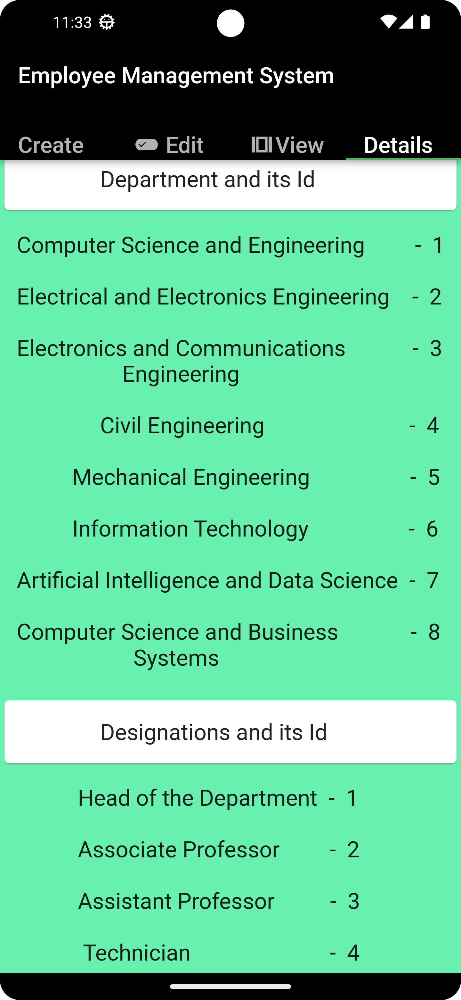 11:33
Employee Management System
Create Edit View Details
Department and its Id
Computer Science and Engineering - 1
Electrical and Electronics Engineering - 2
Electronics and Communications - 3
Engineering
Civil Engineering - 4
Mechanical Engineering - 5
Information Technology - 6
Artificial Intelligence and Data Science - 7
Computer Science and Business - 8
Systems
Designations and its Id
Head of the Department - 1
Associate Professor - 2
Assistant Professor - 3
Technician - 4